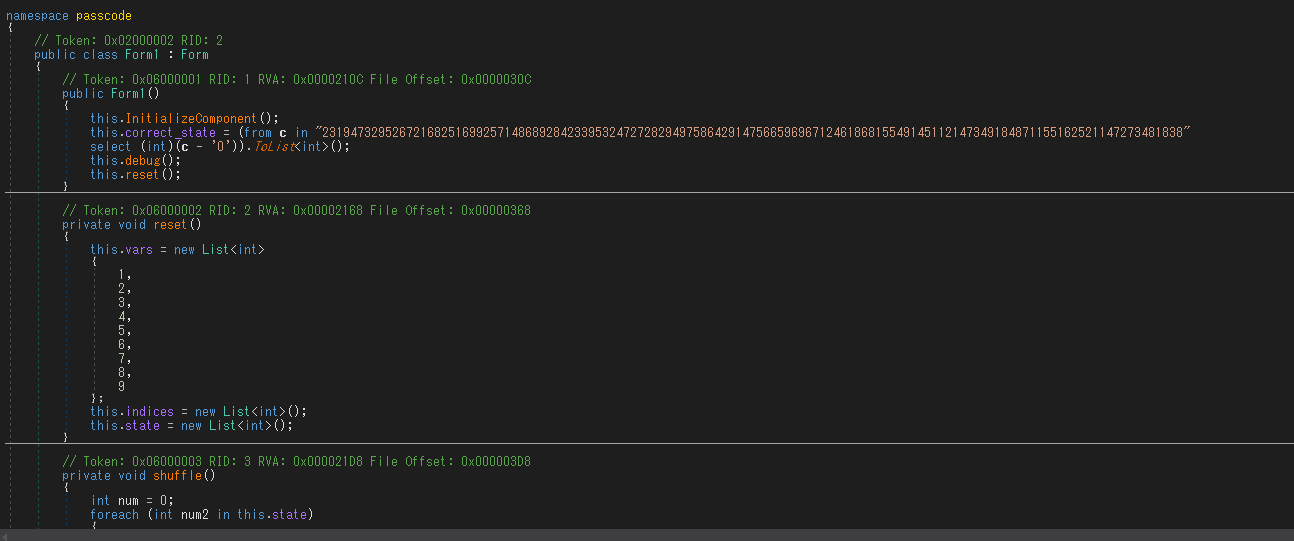 namespace passcode
{
// Token: 0x02000002 RID: 2
public class Form1 : Form
{
// Token: 0x06000001 RID: 1 RVA: 0x0000210C File Offset: 0x0000030C
public Form1()
{
this.InitializeComponent();
this.correct_state = (from c in "231947329526721682516992571486892842339532472728294975864291475665969671246186815549145112147349184871155162521147273481838"
select (int)(c - '0')).ToList<int>();
this.debug();
this.reset();
}
// Token: 0x06000002 RID: 2 RVA: 0x00002168 File Offset: 0x00000368
private void reset()
{
this.vars = new List<int>
{
1,
2,
3,
4,
5,
6,
7,
8,
9
};
this.indices = new List<int>();
this.state = new List<int>();
}
// Token: 0x06000003 RID: 3 RVA: 0x000021D8 File Offset: 0x000003D8
private void shuffle()
{
int num = 0;
foreach (int num2 in this.state)
{